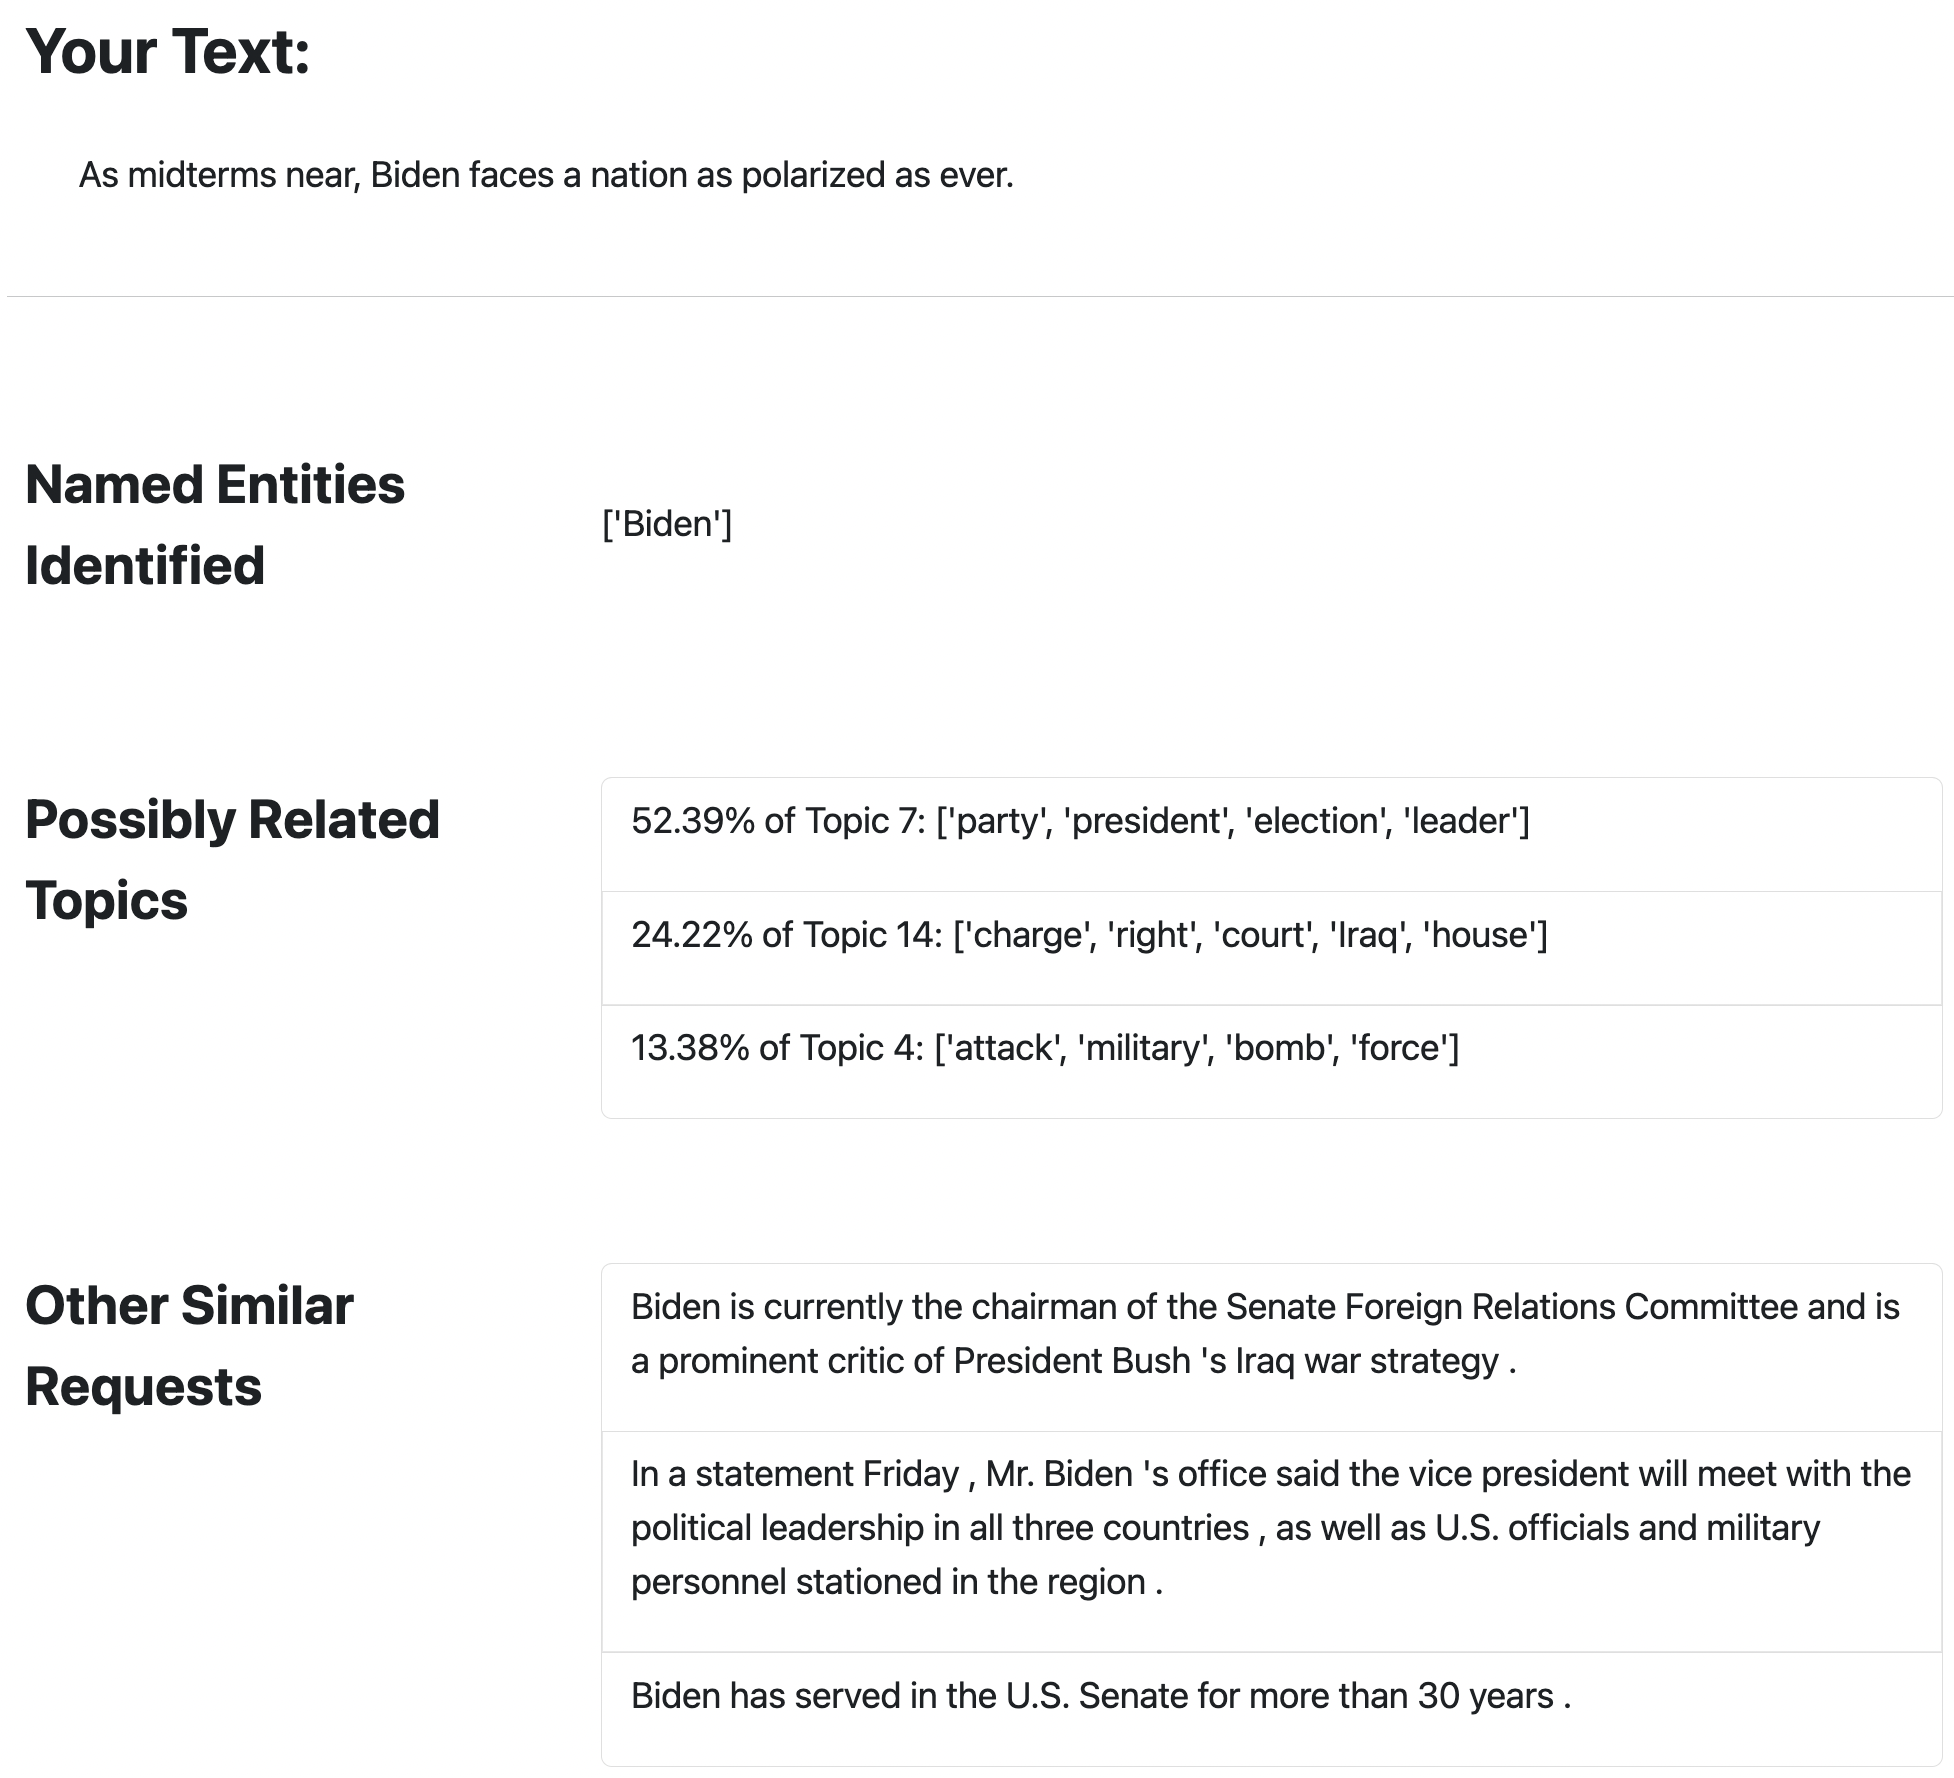 Your Text:
As midterms near, Biden faces a nation as polarized as ever.
Named Entities
Identified
['Biden']
Possibly Related
Topics
52.39% of Topic 7: ['party', 'president', 'election', 'leader']
24.22% of Topic 14: ['charge', 'right', 'court', 'Iraq', 'house']
13.38% of Topic 4: ['attack', 'military', 'bomb', 'force']
Other Similar
Requests
Biden is currently the chairman of the Senate Foreign Relations Committee and is
a prominent critic of President Bush 's Iraq war strategy .
In a statement Friday , Mr. Biden 's office said the vice president will meet with the
political leadership in all three countries , as well as U.S. officials and military
personnel stationed in the region .
Biden has served in the U.S. Senate for more than 30 years .